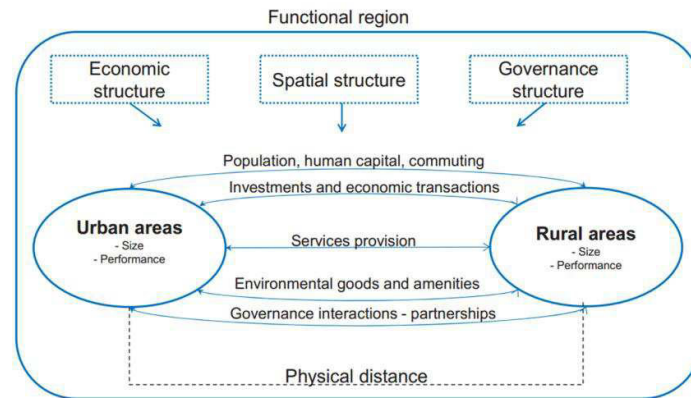 Functional region
Economic
structure
Spatial structure
Governance
structure
Population, human capital, commuting
Investments and economic transactions
Urban areas
- Size
- Performance
Services provision
Rural areas
- Size
- Performance
Environmental goods and amenities
Governance interactions - partnerships
Physical distance